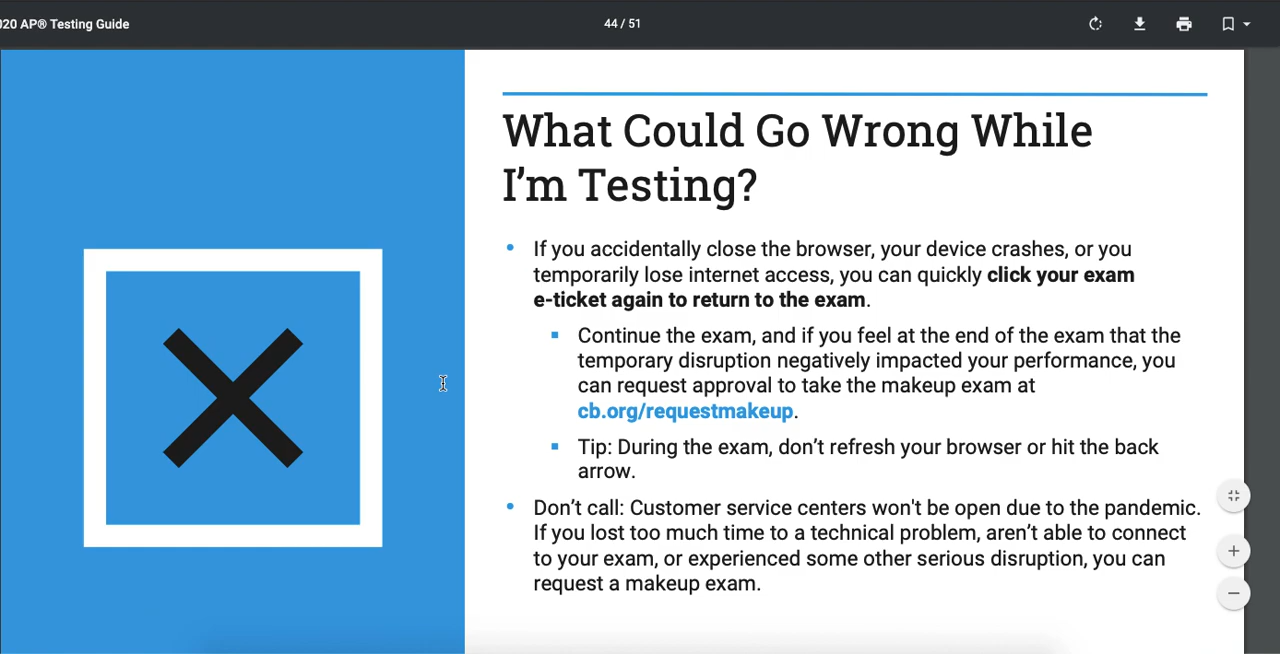 020 AP® Testing Guide
44 / 51
What Could Go Wrong While
I'm Testing?
• If you accidentally close the browser, your device crashes, or you
temporarily lose internet access, you can quickly click your exam
e-ticket again to return to the exam.
▪ Continue the exam, and if you feel at the end of the exam that the
temporary disruption negatively impacted your performance, you
can request approval to take the makeup exam at
cb.org/requestmakeup.
▪ Tip: During the exam, don't refresh your browser or hit the back
arrow.
• Don't call: Customer service centers won't be open due to the pandemic.
If you lost too much time to a technical problem, aren't able to connect
to your exam, or experienced some other serious disruption, you can
request a makeup exam.